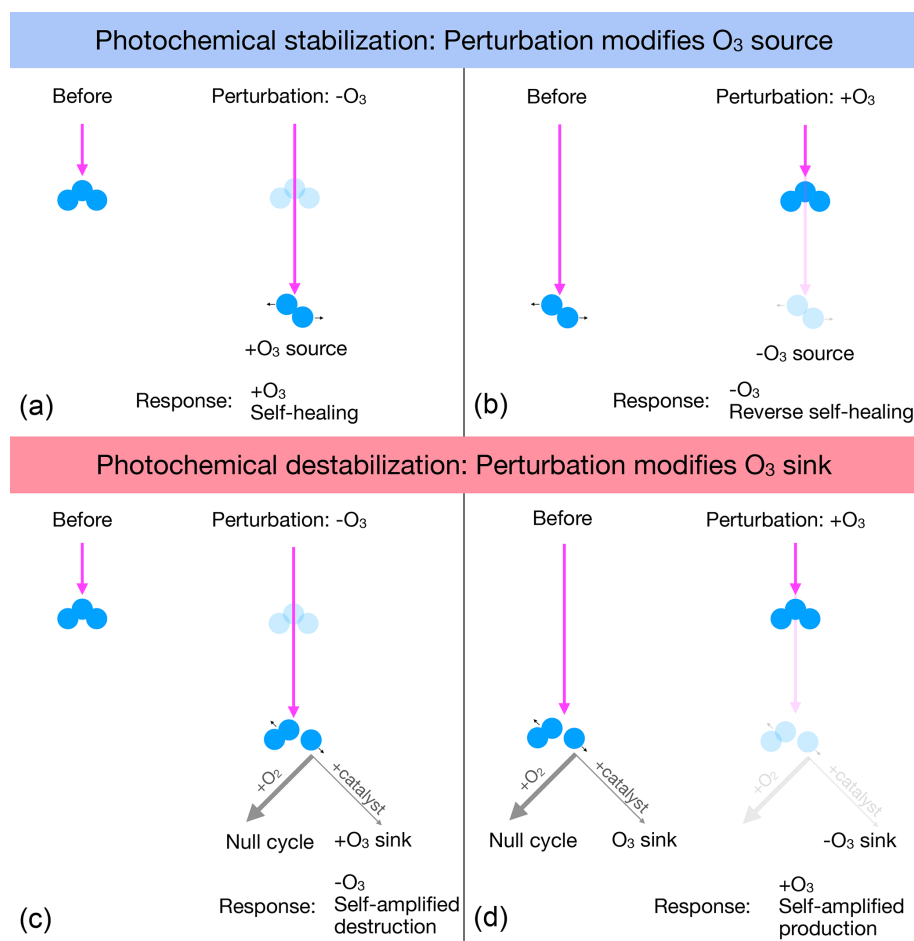 Photochemical stabilization: Perturbation modifies O₃ source
Before
Perturbation: -O₃
+O₃ source
(a)
Response:
+O₃
Self-healing
Before
Perturbation: +O₃
-O₃ source
(b)
Response:
-O₃
Reverse self-healing
Photochemical destabilization: Perturbation modifies O₃ sink
Before
Perturbation: -O₃
+O₂
+catalyst
Null cycle
+O₃ sink
(c)
Response:
-O₃
Self-amplified
destruction
Before
Perturbation: +O₃
+O₂
+catalyst
Null cycle
O₃ sink
+O₂
+catalyst
-O₃ sink
(d)
Response:
+O₃
Self-amplified
production